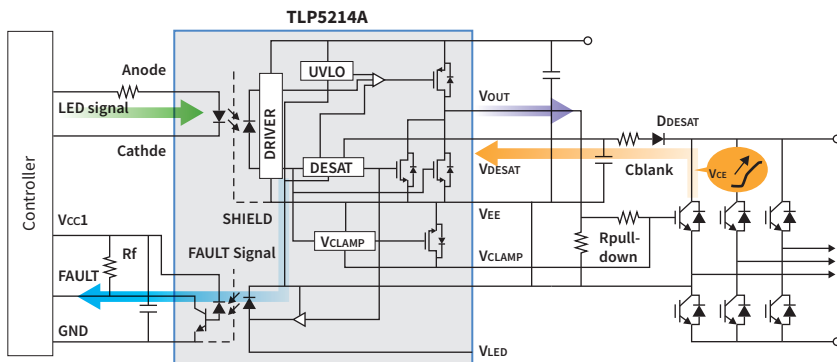 TLP5214A
Controller
Anode
LED signal
Cathde
UVLO
DRIVER
DESAT
SHIELD
FAULT Signal
VCLAMP
VOUT
DDESAT
VDESAT
Cblank
VCE
VEE
VCLAMP
Rpull-
down
VCC1
Rf
FAULT
GND
VLED